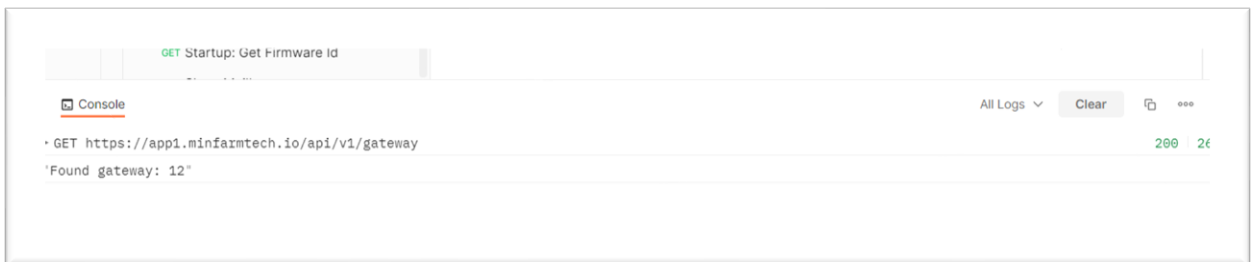 GET Startup: Get Firmware Id
Console
All Logs
Clear
GET https://app1.minfarmtech.io/api/v1/gateway
200
26
"Found gateway: 12"